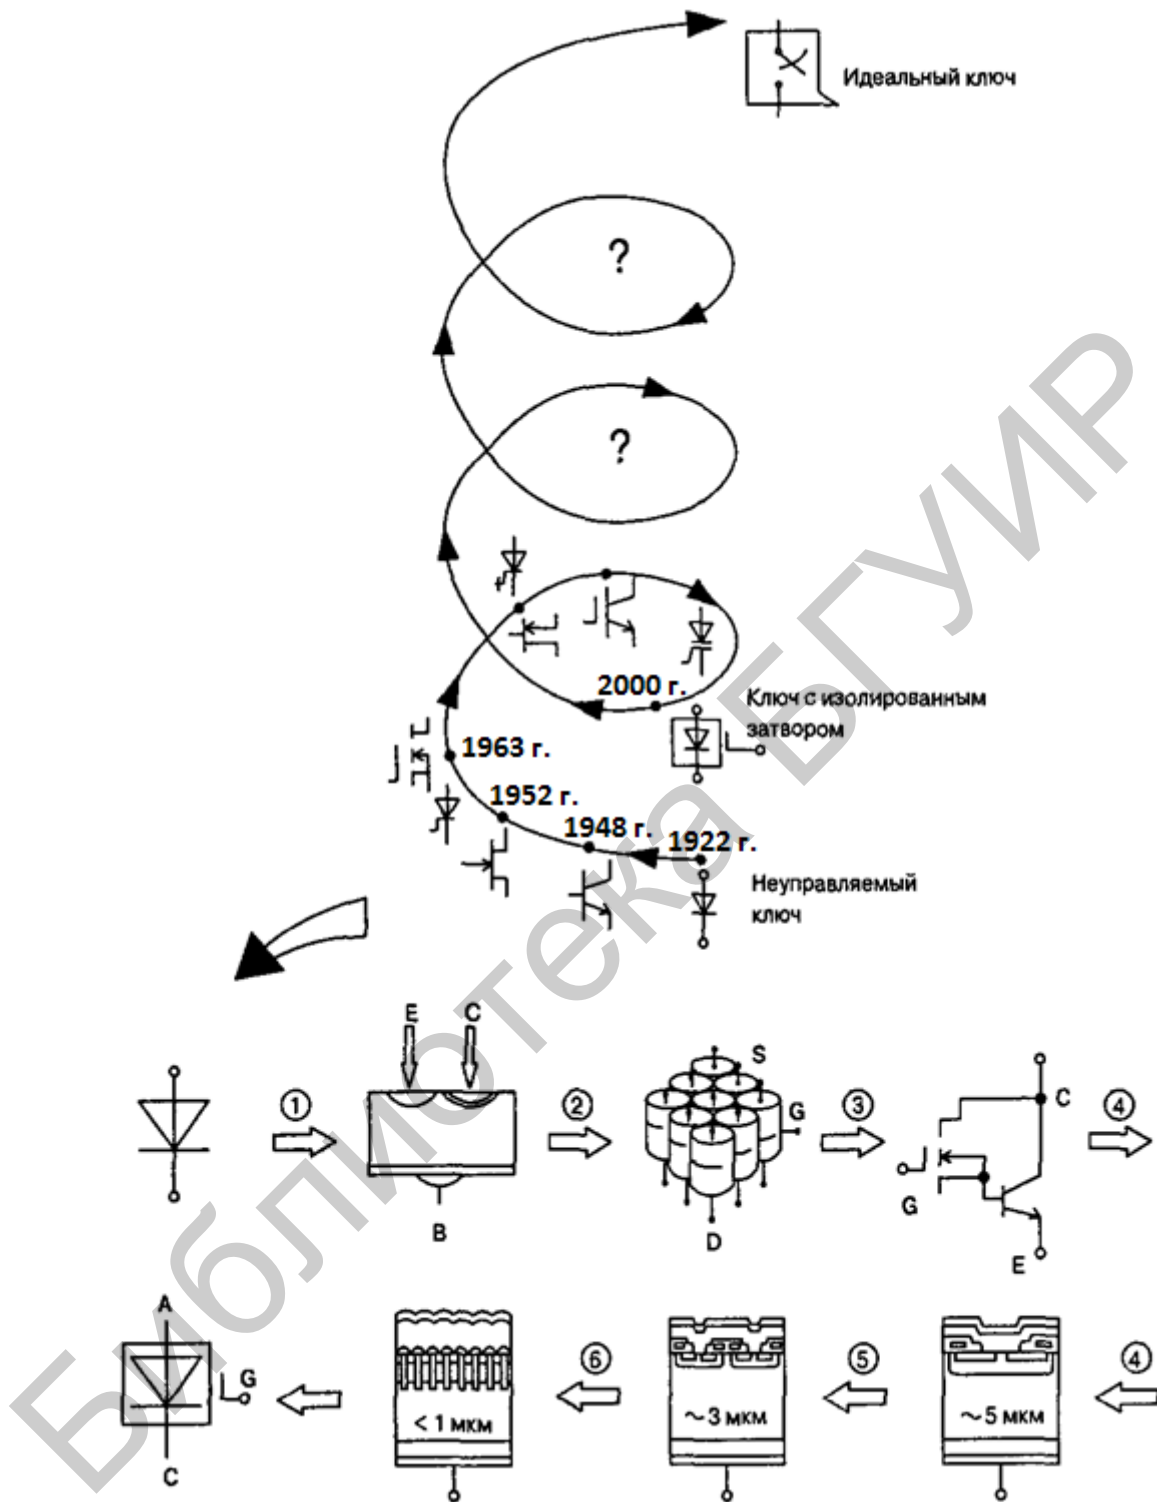 Идеальный ключ
?
?
2000 г.
Ключ с изолированным
затвором
1963 г.
1952 г.
1948 г.
1922 г.
Неуправляемый
ключ
E
C
B
1
2
S
G
D
3
C
G
E
4
A
G
C
< 1 мкм
6
~ 3 мкм
5
~ 5 мкм
4
Библиотека БГУИР